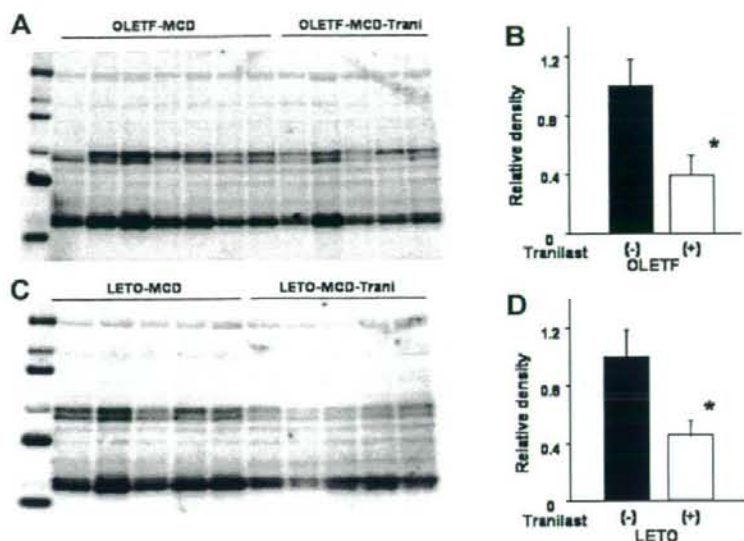 A
OLETF-MCD
OLETF-MCD-Trani
B
Relative density
1.2
0.8
0.4
0
*
Tranilast
(-)
(+)
OLETF
C
LETO-MCD
LETO-MCD-Trani
D
Relative density
1.2
0.8
0.4
0
*
Tranilast
(-)
(+)
LETO